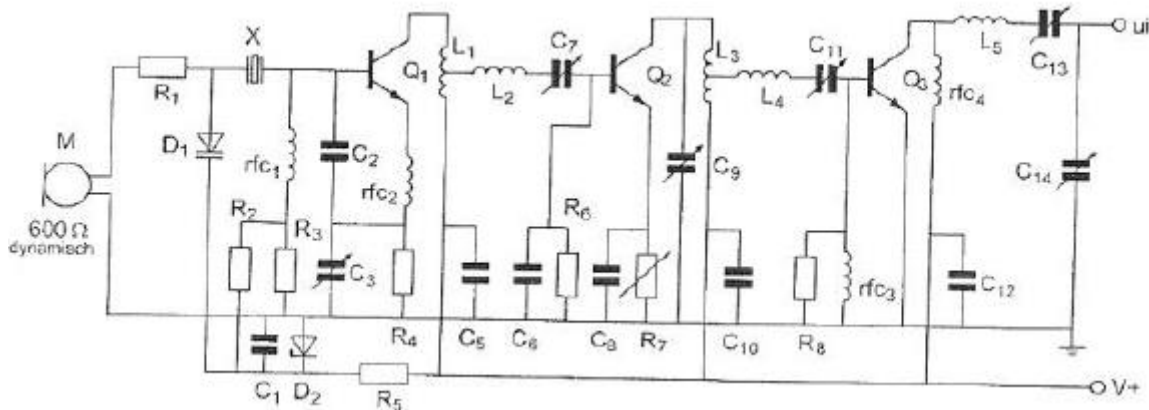 X
R1
L1
C7
L2
Q1
Q2
L3
C11
L4
Q3
rfc4
L5
C13
ui
M
D1
rfc1
C2
rfc2
C9
C14
600 Ω
dynamisch
R2
R3
C3
R4
C5
C6
R6
C8
R7
C10
R8
rfc3
C12
C1
D2
R5
V+